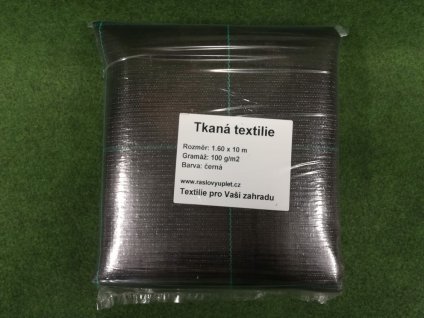 Tkaná textilie
Rozměr: 1.60 x 10 m
Gramáž: 100 g/m2
Barva: černá
www.raslovyuplet.cz
Textilie pro Vaši zahradu